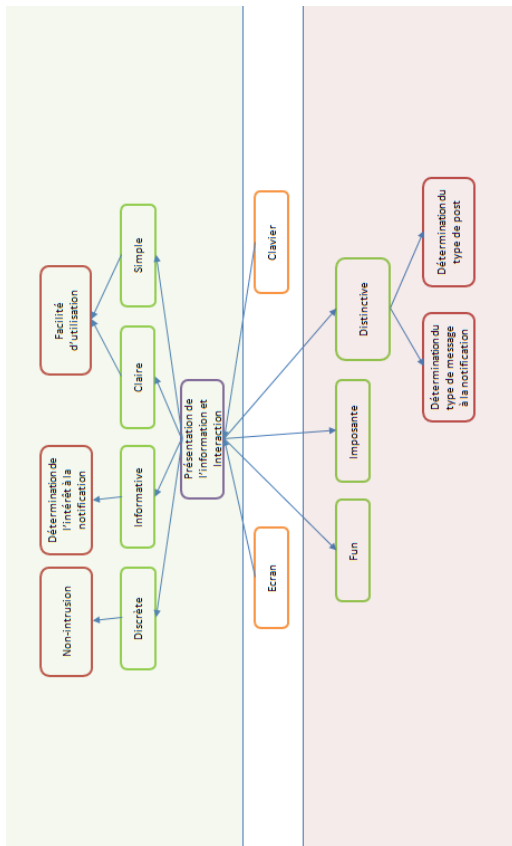 Non-intrusion
Détermination de
l'intérêt à la
notification
Facilité
d'utilisation
Discrète
Informative
Claire
Simple
Présentation de
l'information et
Interaction
Ecran
Clavier
Fun
Imposante
Distinctive
Détermination du
type de message
à la notification
Détermination du
type de post